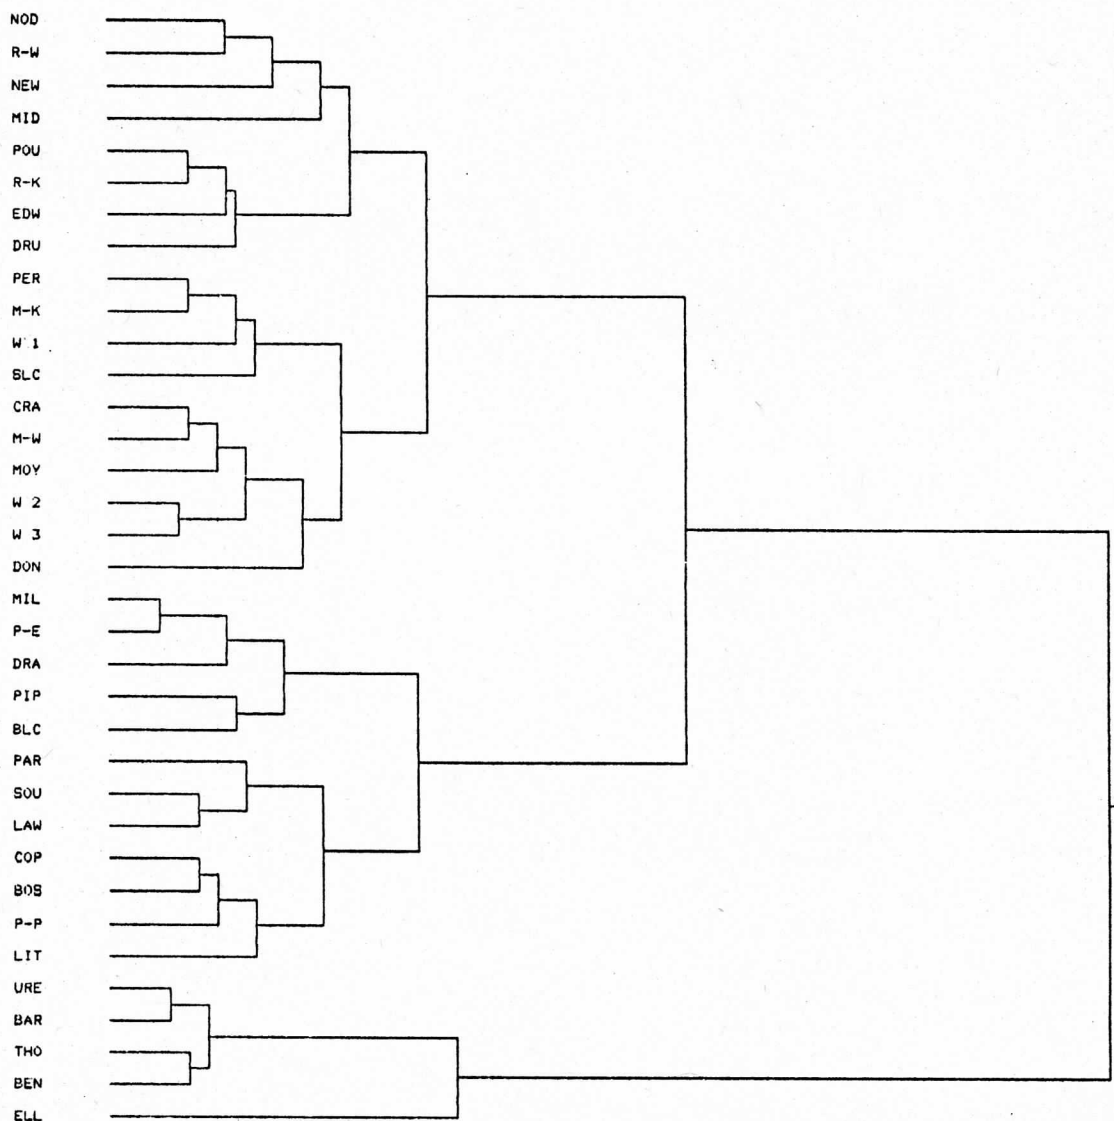 NOD
R-W
NEW
MID
POU
R-K
EDW
DRU
PER
M-K
W 1
SLC
CRA
M-W
MOY
W 2
W 3
DON
MIL
P-E
DRA
PIP
BLC
PAR
SOU
LAW
COP
BOS
P-P
LIT
URE
BAR
THO
BEN
ELL